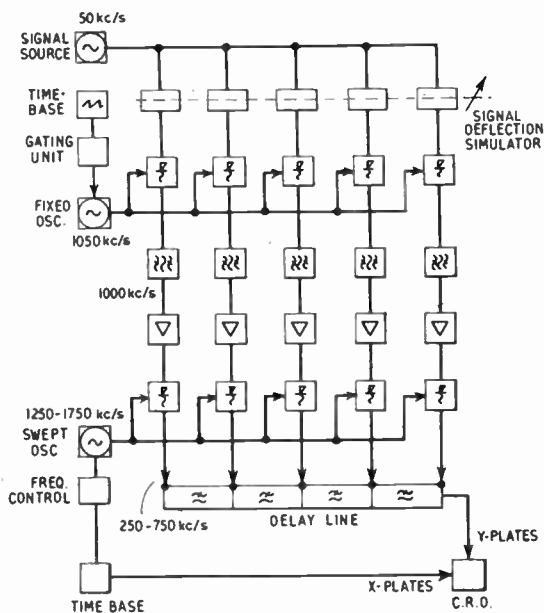 50 kc/s
SIGNAL
SOURCE
TIME-
BASE
GATING
UNIT
FIXED
OSC.
1050 kc/s
SIGNAL
DEFLECTION
SIMULATOR
1000 kc/s
1250-1750 kc/s
SWEPT
OSC
FREQ.
CONTROL
250-750 kc/s
DELAY LINE
Y-PLATES
X-PLATES
TIME BASE
C.R.O.